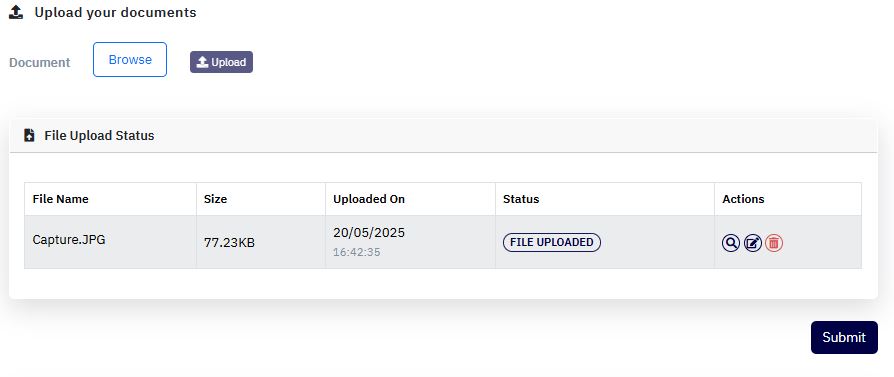 Upload your documents
Document Browse Upload
File Upload Status
File Name Size Uploaded On Status Actions
Capture.JPG 77.23KB 20/05/2025 FILE UPLOADED
16:42:35
Submit